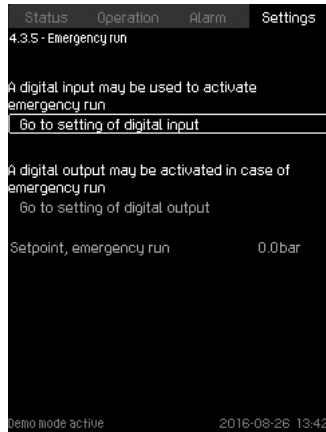 Status Operation Alarm Settings
4.3.5 - Emergency run
A digital input may be used to activate
emergency run
Go to setting of digital input
A digital output may be activated in case of
emergency run
Go to setting of digital output
Setpoint, emergency run 0.0bar
Demo mode active 2016-08-26 13:42